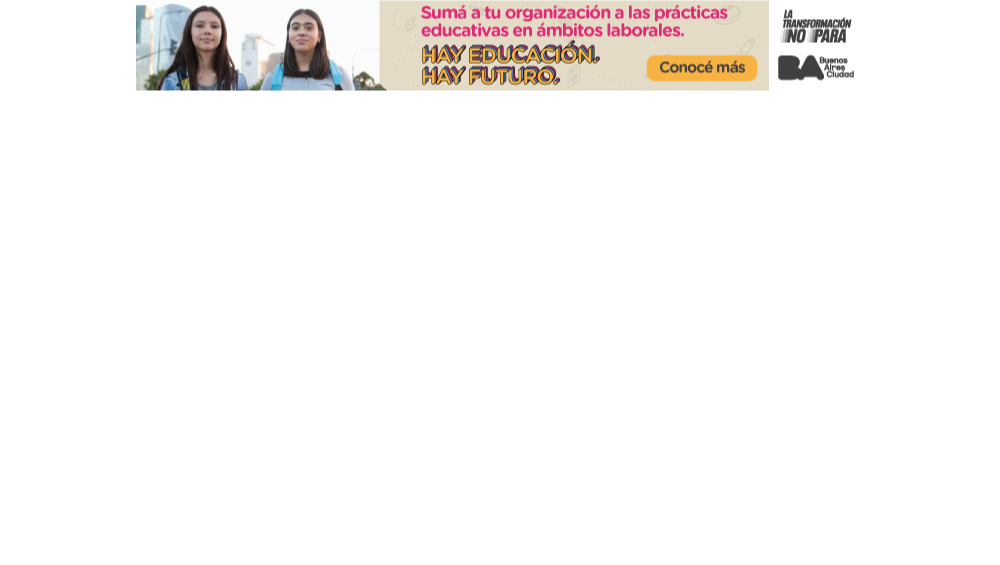 Sumá a tu organización a las prácticas
educativas en ámbitos laborales.
HAY EDUCACIÓN.
HAY FUTURO.
Conocé más
LA
TRANSFORMACIÓN
NO PARA
BA Buenos
Aires
Ciudad